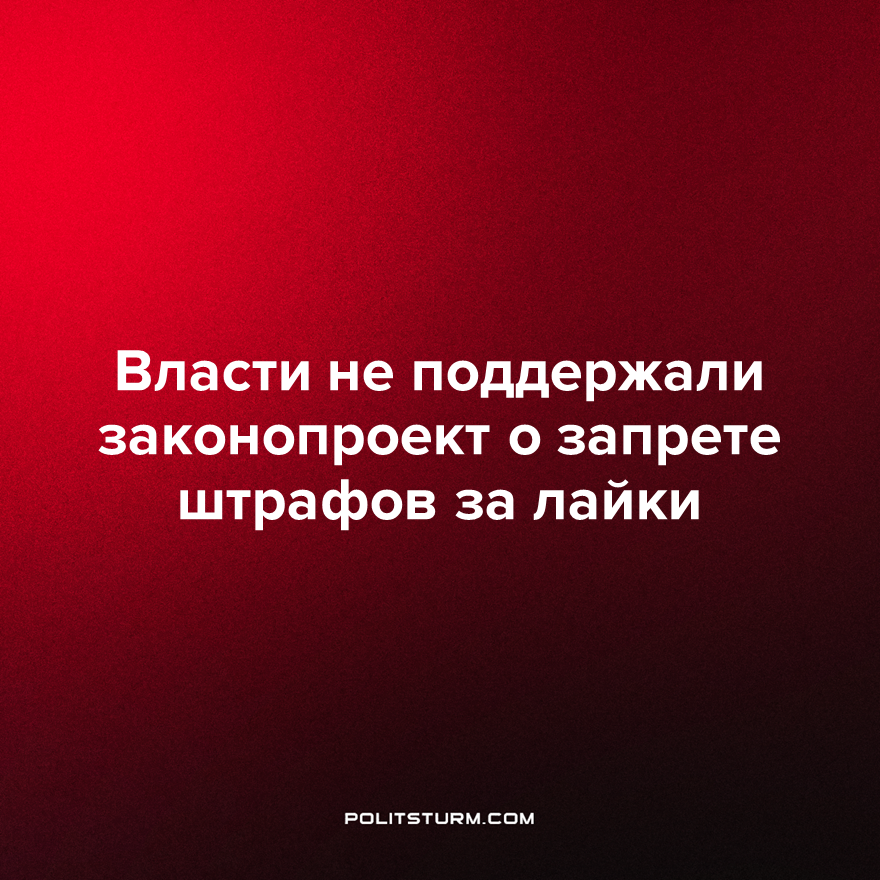 Власти не поддержали
законопроект о запрете
штрафов за лайки
POLITSTURM.COM